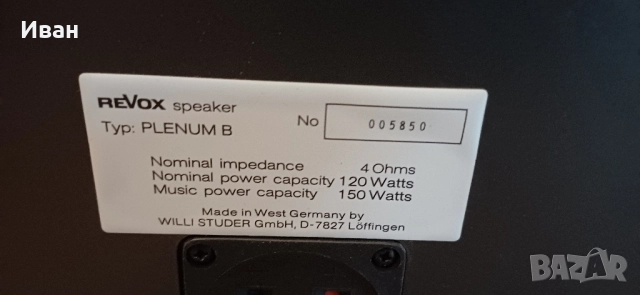 Иван
REVOX speaker
Typ: PLENUM B
No 005850
Nominal impedance 4 Ohms
Nominal power capacity 120 Watts
Music power capacity 150 Watts
Made in West Germany by
WILLI STUDER GmbH, D-7827 Löffingen
BAZAR